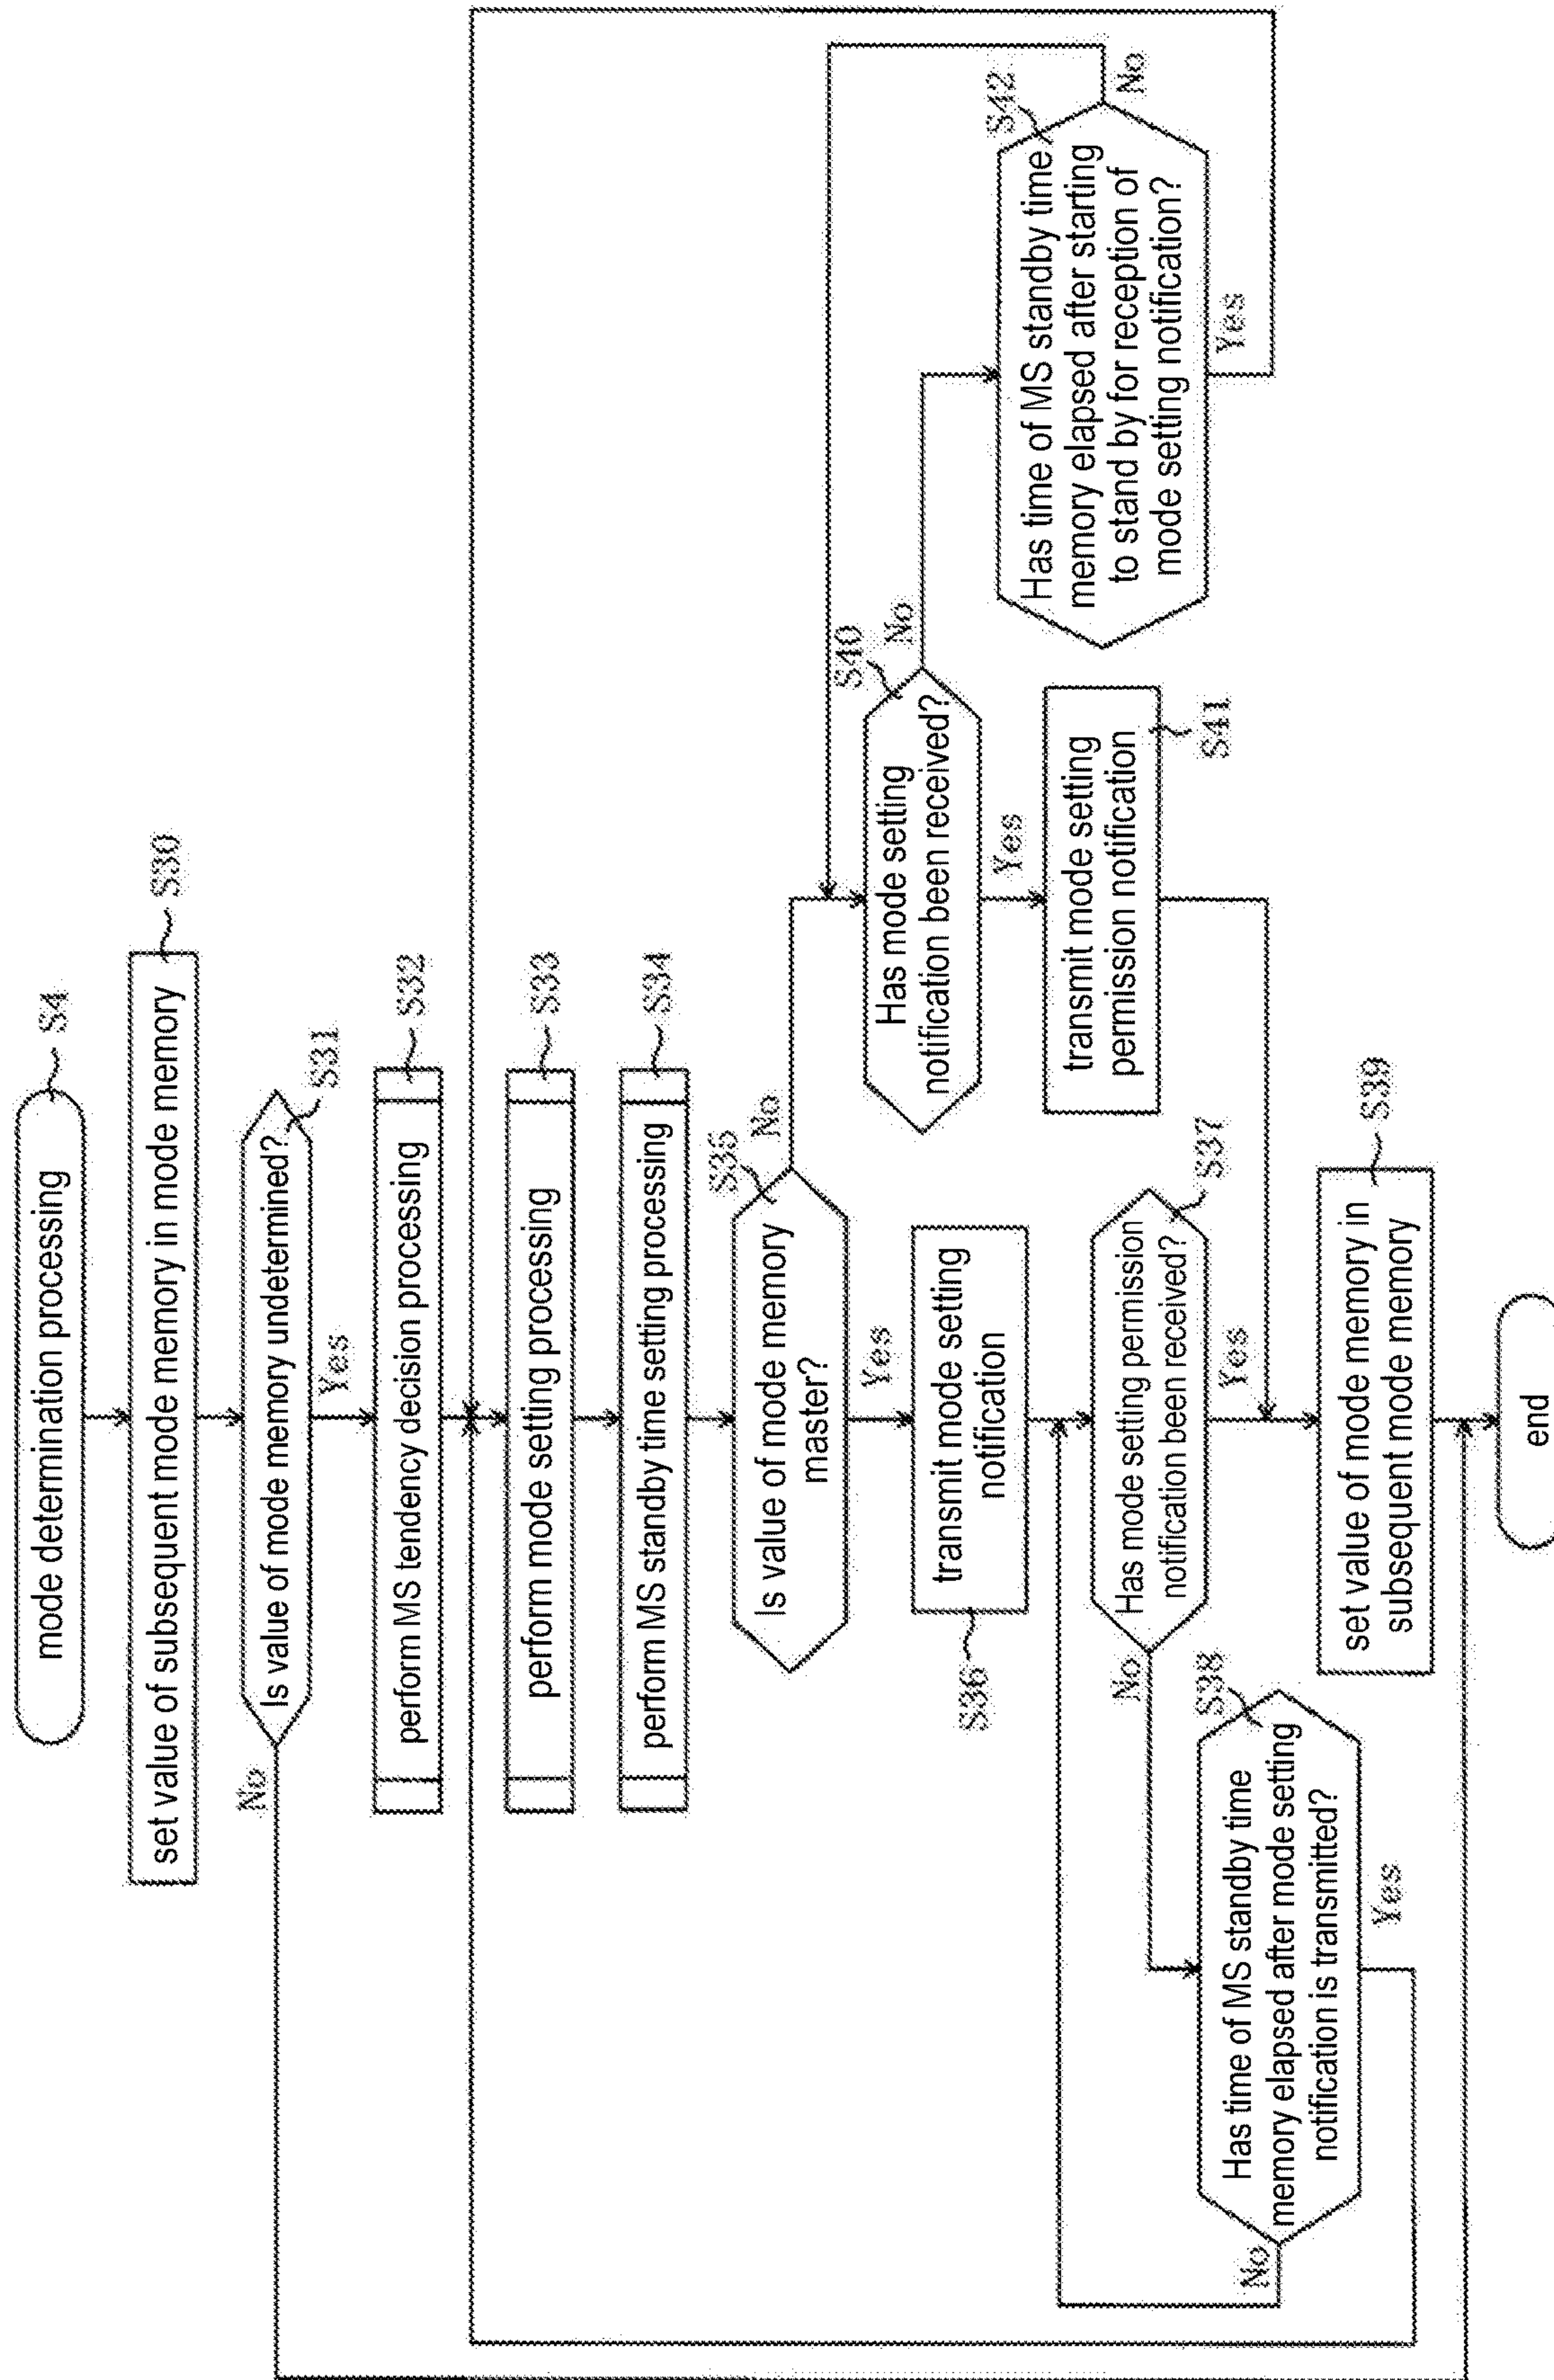 mode determination processing
S4
set value of subsequent mode memory in mode memory
S30
Is value of mode memory undetermined?
S31
No
Yes
perform MS tendency decision processing
S32
perform mode setting processing
S33
perform MS standby time setting processing
S34
Is value of mode memory
master?
S35
No
Yes
transmit mode setting
notification
S36
Has mode setting permission
notification been received?
S37
No
Yes
Has time of MS standby time
memory elapsed after mode setting
notification is transmitted?
S38
No
Yes
set value of mode memory in
subsequent mode memory
S39
Has mode setting
notification been received?
S40
No
Yes
transmit mode setting
permission notification
S41
Has time of MS standby time
memory elapsed after starting
to stand by for reception of
mode setting notification?
S42
No
Yes
end